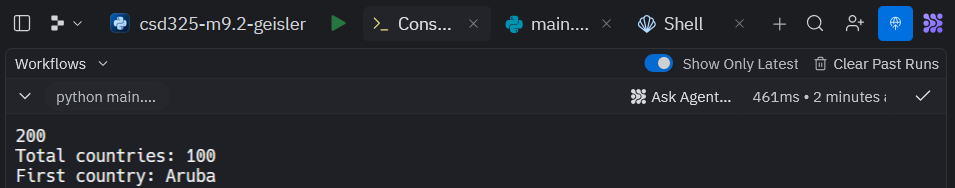 csd325-m9.2-geisler
Cons...
main....
Shell
Workflows
Show Only Latest
Clear Past Runs
python main....
Ask Agent...
461ms • 2 minutes
200
Total countries: 100
First country: Aruba